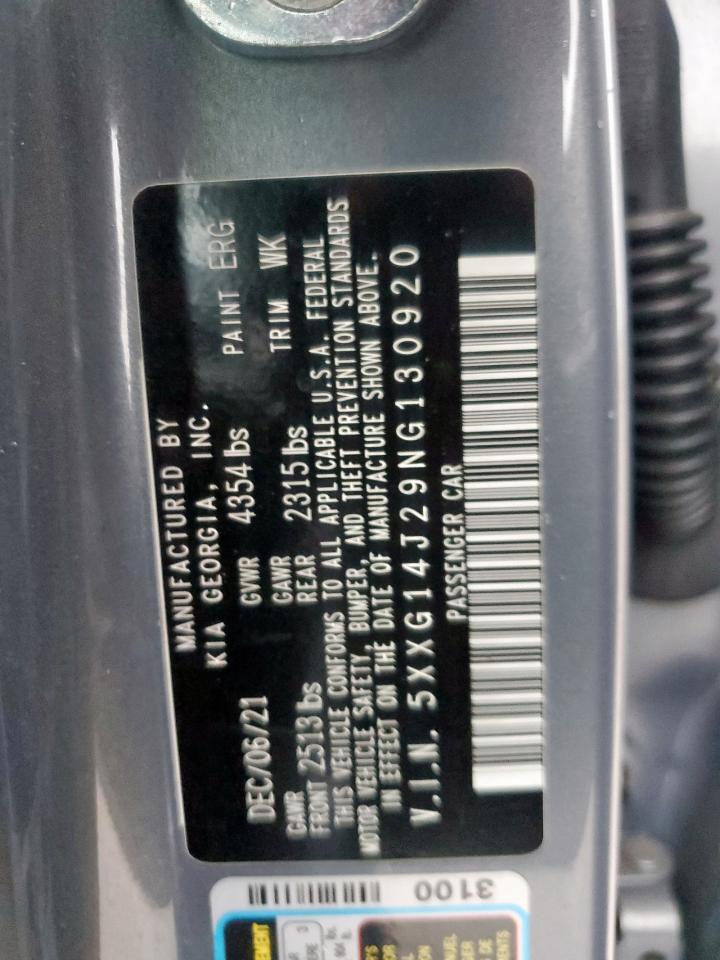 MANUFACTURED BY
KIA GEORGIA, INC.
DEC/06/21 GVWR 4354 lbs PAINT ERG
GAWR GAWR
FRONT 2513 lbs REAR 2315 lbs TRIM WK
THIS VEHICLE CONFORMS TO ALL APPLICABLE U.S.A. FEDERAL
MOTOR VEHICLE SAFETY, BUMPER, AND THEFT PREVENTION STANDARDS
IN EFFECT ON THE DATE OF MANUFACTURE SHOWN ABOVE.
V.I.N. 5XXG14J29NG130920
PASSENGER CAR
3100